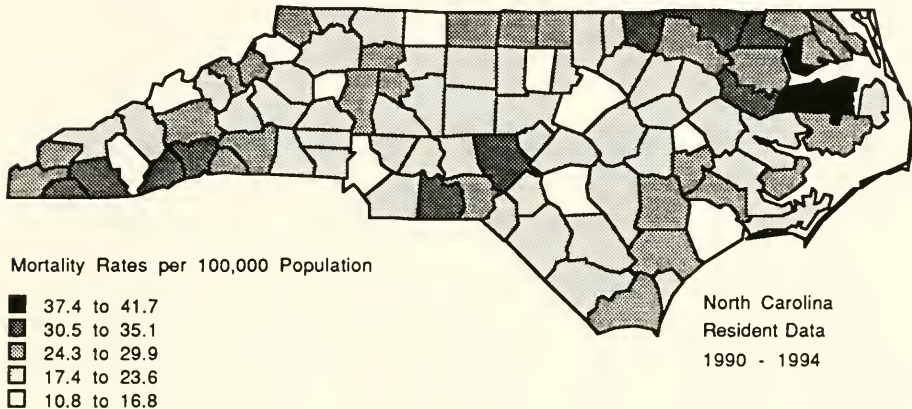 Mortality Rates per 100,000 Population
37.4 to 41.7
30.5 to 35.1
24.3 to 29.9
17.4 to 23.6
10.8 to 16.8
North Carolina
Resident Data
1990 - 1994